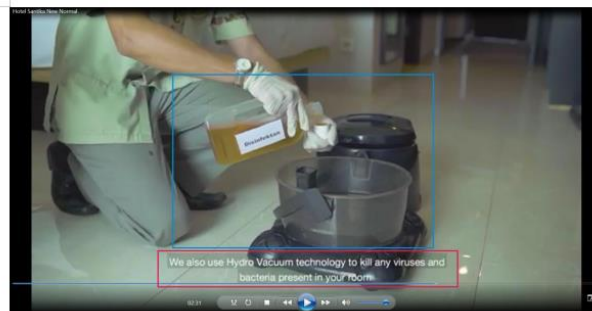 Hotel Santika New Normal
Disinfektan
We also use Hydro Vacuum technology to kill any viruses and
bacteria present in your room.
02:31